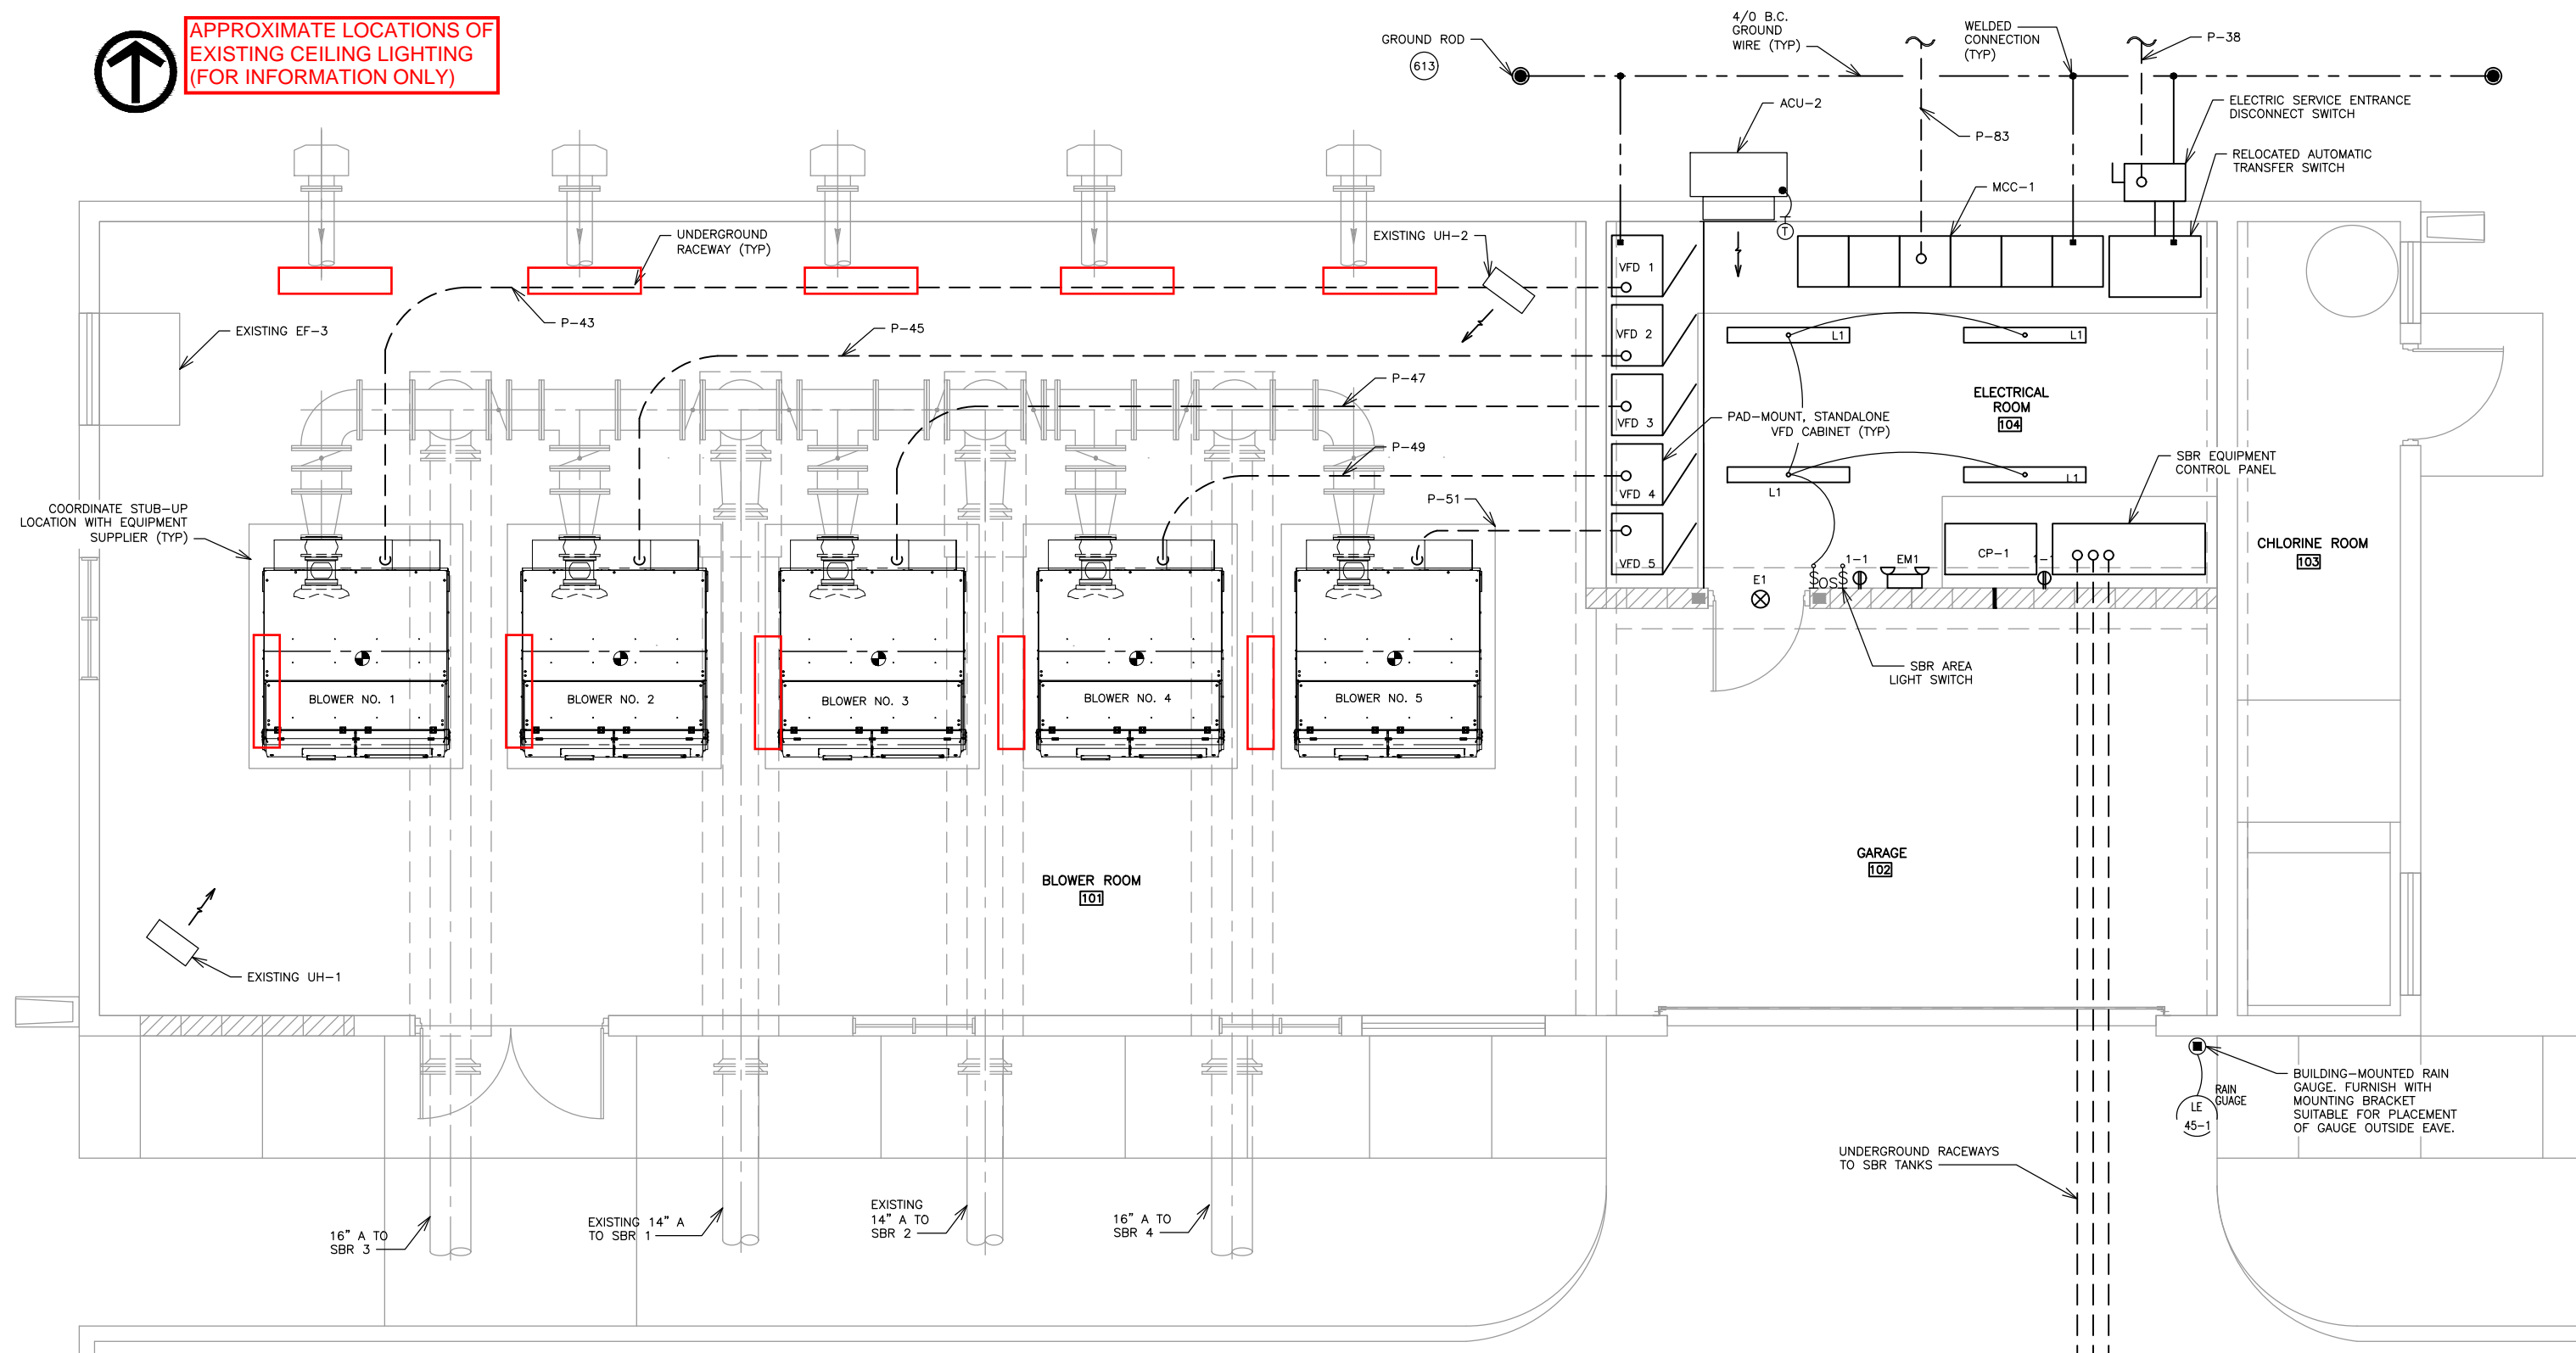 APPROXIMATE LOCATIONS OF
EXISTING CEILING LIGHTING
(FOR INFORMATION ONLY)
GROUND ROD
613
4/0 B.C.
GROUND
WIRE (TYP)
WELDED
CONNECTION
(TYP)
P-38
ACU-2
P-83
ELECTRIC SERVICE ENTRANCE
DISCONNECT SWITCH
RELOCATED AUTOMATIC
TRANSFER SWITCH
MCC-1
UNDERGROUND
RACEWAY (TYP)
EXISTING UH-2
T
VFD 1
EXISTING EF-3
P-43
P-45
VFD 2
L1
L1
P-47
ELECTRICAL
ROOM
104
VFD 3
PAD-MOUNT, STANDALONE
VFD CABINET (TYP)
P-49
SBR EQUIPMENT
CONTROL PANEL
VFD 4
L1
L1
P-51
COORDINATE STUB-UP
LOCATION WITH EQUIPMENT
SUPPLIER (TYP)
VFD 5
E1
$OS$
1-1
EM1
CP-1
1-1
CHLORINE ROOM
103
SBR AREA
LIGHT SWITCH
BLOWER NO. 1
BLOWER NO. 2
BLOWER NO. 3
BLOWER NO. 4
BLOWER NO. 5
BLOWER ROOM
101
GARAGE
102
EXISTING UH-1
RAIN
GUAGE
LE
45-1
BUILDING-MOUNTED RAIN
GAUGE. FURNISH WITH
MOUNTING BRACKET
SUITABLE FOR PLACEMENT
OF GAUGE OUTSIDE EAVE.
UNDERGROUND RACEWAYS
TO SBR TANKS
16" A TO
SBR 3
EXISTING 14" A
TO SBR 1
EXISTING
14" A TO
SBR 2
16" A TO
SBR 4